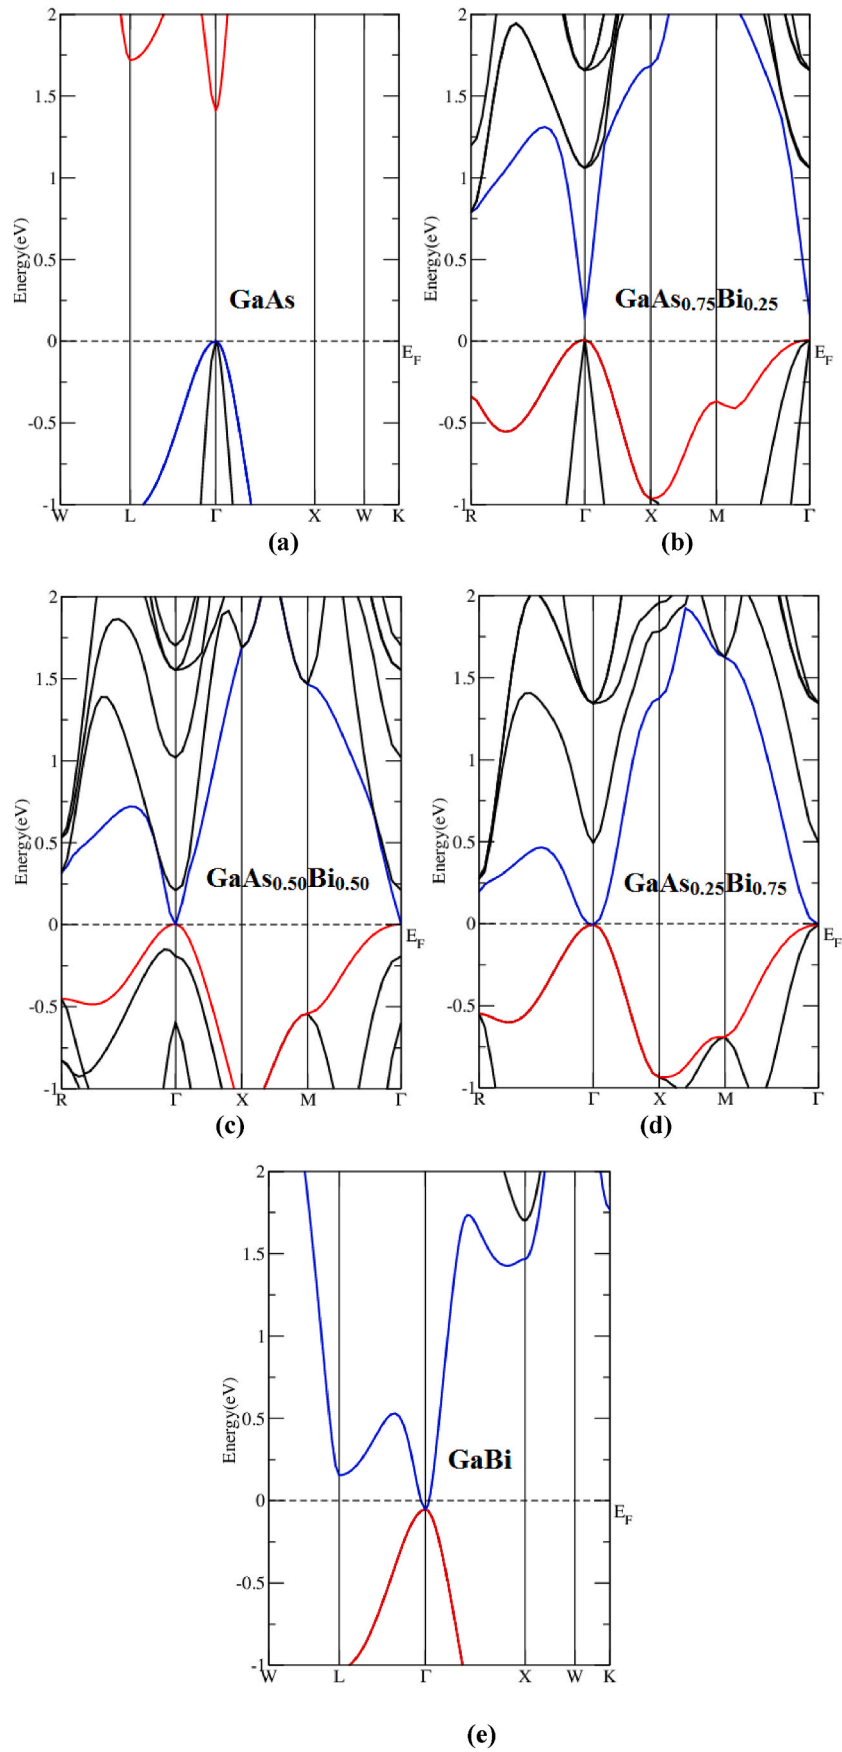 2
1.5
1
Energy(eV)
0.5
GaAs
0
E_F
-0.5
-1
W L Γ X W K
(a)
2
1.5
1
Energy(eV)
0.5
GaAs0.75Bi0.25
0
E_F
-0.5
-1
R Γ X M Γ
(b)
2
1.5
1
Energy(eV)
0.5
GaAs0.50Bi0.50
0
E_F
-0.5
-1
R Γ X M Γ
(c)
2
1.5
1
Energy(eV)
0.5
GaAs0.25Bi0.75
0
E_F
-0.5
-1
R Γ X M Γ
(d)
2
1.5
1
Energy(eV)
0.5
GaBi
0
E_F
-0.5
-1
W L Γ X W K
(e)